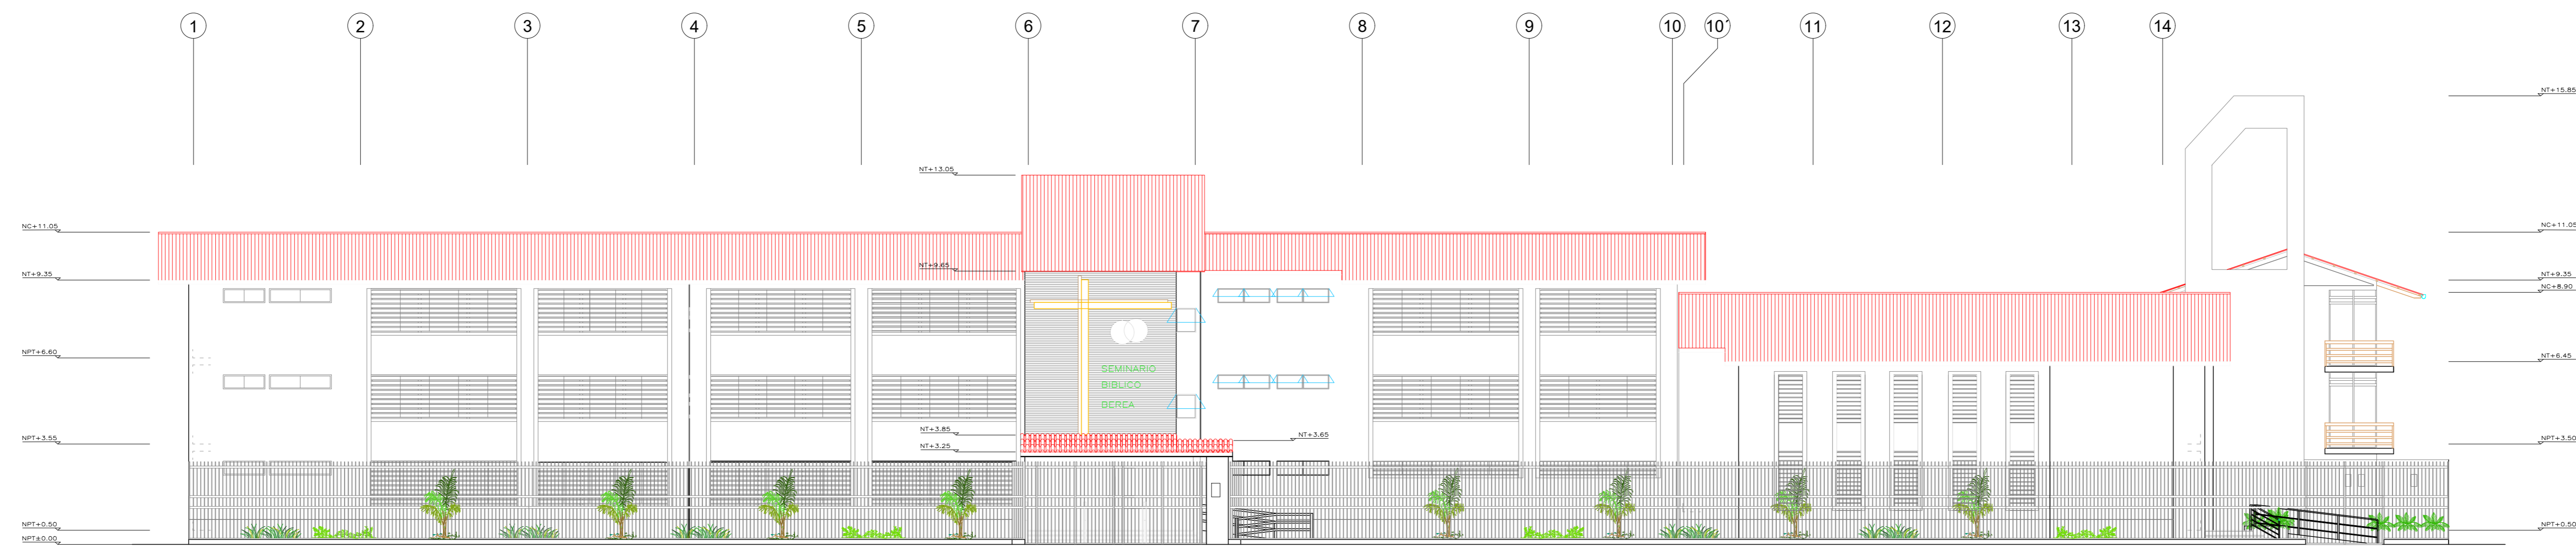 1 2 3 4 5 6 7 8 9 10 10´ 11 12 13 14
NT+15.85
NT+13.05
NC+11.05
NC+11.05
NT+9.65
NT+9.35
NT+9.35
NC+8.90
NPT+6.60
NT+6.45
SEMINARIO
BIBLICO
BEREA
NT+3.85
NT+3.65
NPT+3.55
NPT+3.50
NT+3.25
NPT+0.50
NPT+0.50
NPT±0.00